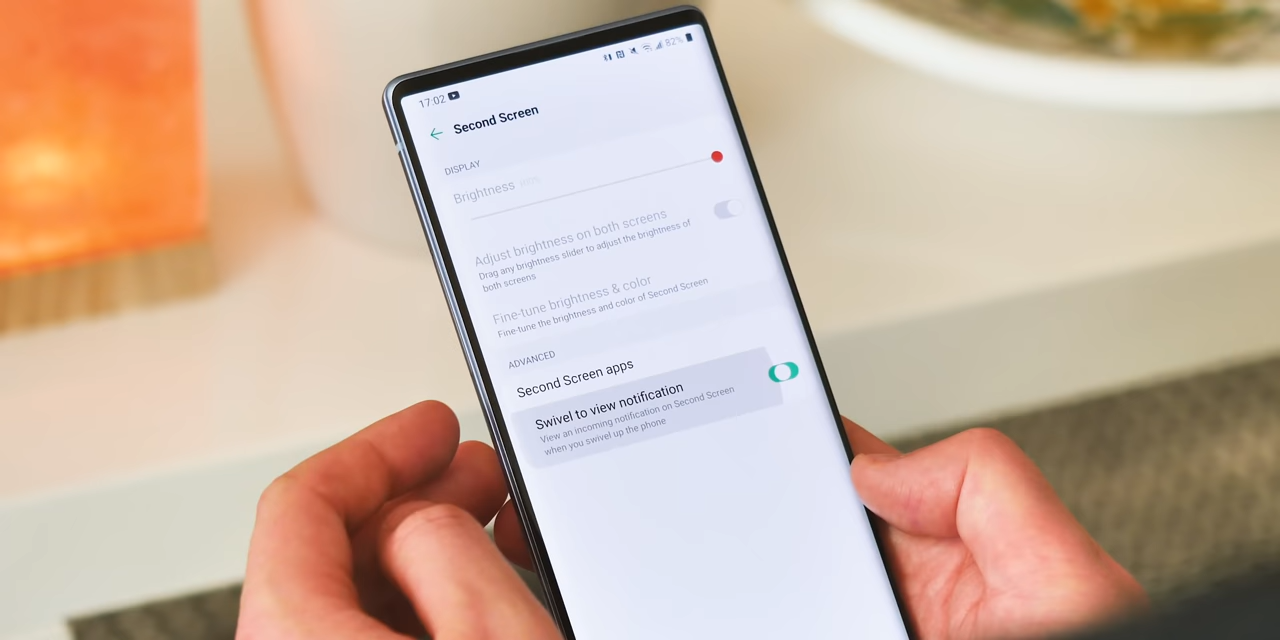 17:02 82%
Second Screen
DISPLAY
Brightness
Adjust brightness on both screens
Drag any brightness slider to adjust the brightness of
both screens
Fine-tune brightness & color
Fine-tune the brightness and color of Second Screen
ADVANCED
Second Screen apps
Swivel to view notification
View an incoming notification on Second Screen
when you swivel up the phone